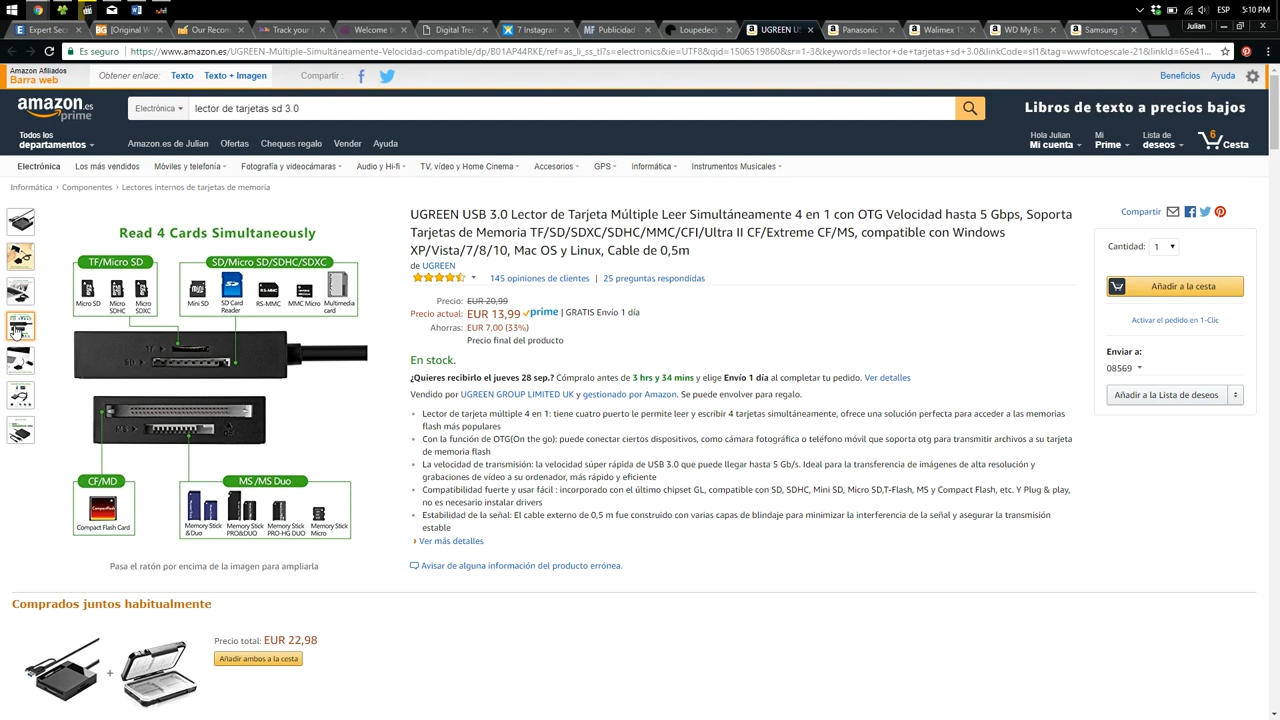 ESP 5:10 PM
Expert Sec
[Original W
Our Recom
Track your
Welcome to
Digital Tren
7 Instagram
Publicidad
Loupedeck
UGREEN US
Panasonic L
Walimex 15
WD My Bo
Samsung S
Julian
Es seguro https://www.amazon.es/UGREEN-Múltiple-Simultáneamente-Velocidad-compatible/dp/B01AP44RKE/ref=as_li_ss_tl?s=electronics&ie=UTF8&qid=1506519860&sr=1-3&keywords=lector+de+tarjetas+sd+3.0&linkCode=sl1&tag=wwwfotoescale-21&linkId=65e41...
Amazon Afiliados
Barra web
Obtener enlace: Texto Texto + Imagen Compartir :
Beneficios Ayuda
amazon.es
prime
Electrónica
lector de tarjetas sd 3.0
Libros de texto a precios bajos
Todos los
departamentos
Amazon.es de Julian Ofertas Cheques regalo Vender Ayuda
Hola Julian
Mi cuenta
Mi
Prime
Lista de
deseos
6
Cesta
Electrónica Los más vendidos Móviles y telefonía Fotografía y videocámaras Audio y Hi-fi TV, vídeo y Home Cinema Accesorios GPS Informática Instrumentos Musicales
Informática › Componentes › Lectores internos de tarjetas de memoria
Read 4 Cards Simultaneously
TF/Micro SD
SD/Micro SD/SDHC/SDXC
Micro SD
Micro SDHC
Micro SDXC
Mini SD
SD Card Reader
RS-MMC
MMC Micro
Multimedia card
TF
SD
MS
CF/MD
MS /MS Duo
CompactFlash
Compact Flash Card
Memory Stick &Duo
Memory Stick PRO&DUO
Memory Stick PRO-HG DUO
Memory Stick Micro
Pasa el ratón por encima de la imagen para ampliarla
UGREEN USB 3.0 Lector de Tarjeta Múltiple Leer Simultáneamente 4 en 1 con OTG Velocidad hasta 5 Gbps, Soporta
Tarjetas de Memoria TF/SD/SDXC/SDHC/MMC/CFI/Ultra II CF/Extreme CF/MS, compatible con Windows
XP/Vista/7/8/10, Mac OS y Linux, Cable de 0,5m
de UGREEN
145 opiniones de clientes | 25 preguntas respondidas
Precio: EUR 20,99
Precio actual: EUR 13,99 prime | GRATIS Envío 1 día
Ahorras: EUR 7,00 (33%)
Precio final del producto
En stock.
¿Quieres recibirlo el jueves 28 sep.? Cómpralo antes de 3 hrs y 34 mins y elige Envío 1 día al completar tu pedido. Ver detalles
Vendido por UGREEN GROUP LIMITED UK y gestionado por Amazon. Se puede envolver para regalo.
• Lector de tarjeta múltiple 4 en 1: tiene cuatro puerto le permite leer y escribir 4 tarjetas simultáneamente, ofrece una solución perfecta para acceder a las memorias
flash más populares
• Con la función de OTG(On the go): puede conectar ciertos dispositivos, como cámara fotográfica o teléfono móvil que soporta otg para transmitir archivos a su tarjeta
de memoria flash
• La velocidad de transmisión: la velocidad súper rápida de USB 3.0 que puede llegar hasta 5 Gb/s. Ideal para la transferencia de imágenes de alta resolución y
grabaciones de vídeo a su ordenador, más rápido y eficiente
• Compatibilidad fuerte y usar fácil : incorporado con el último chipset GL, compatible con SD, SDHC, Mini SD, Micro SD,T-Flash, MS y Compact Flash, etc. Y Plug & play,
no es necesario instalar drivers
• Estabilidad de la señal: El cable externo de 0,5 m fue construido con varias capas de blindaje para minimizar la interferencia de la señal y asegurar la transmisión
estable
› Ver más detalles
Avisar de alguna información del producto errónea.
Compartir
Cantidad: 1
Añadir a la cesta
Activar el pedido en 1-Clic
Enviar a:
08569
Añadir a la Lista de deseos
Comprados juntos habitualmente
+
Precio total: EUR 22,98
Añadir ambos a la cesta